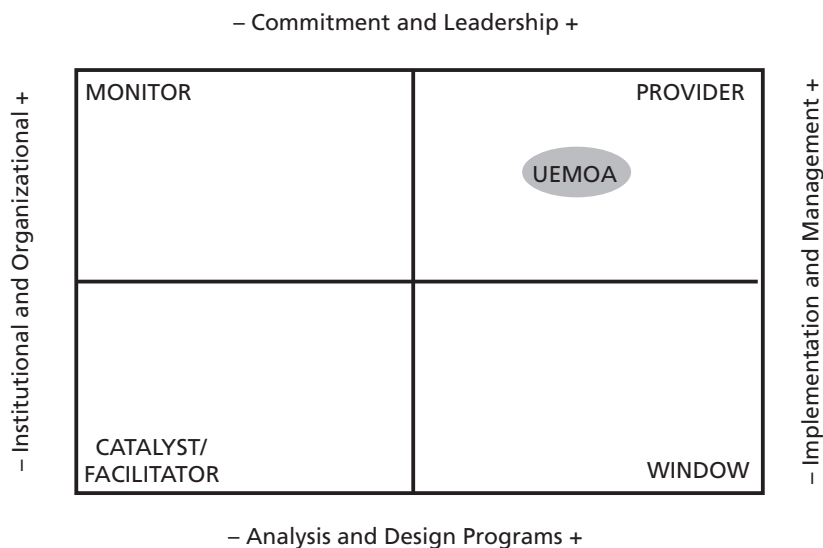 – Commitment and Leadership +
– Institutional and Organizational +
MONITOR
PROVIDER
– Implementation and Management +
UEMOA
CATALYST/
FACILITATOR
WINDOW
– Analysis and Design Programs +